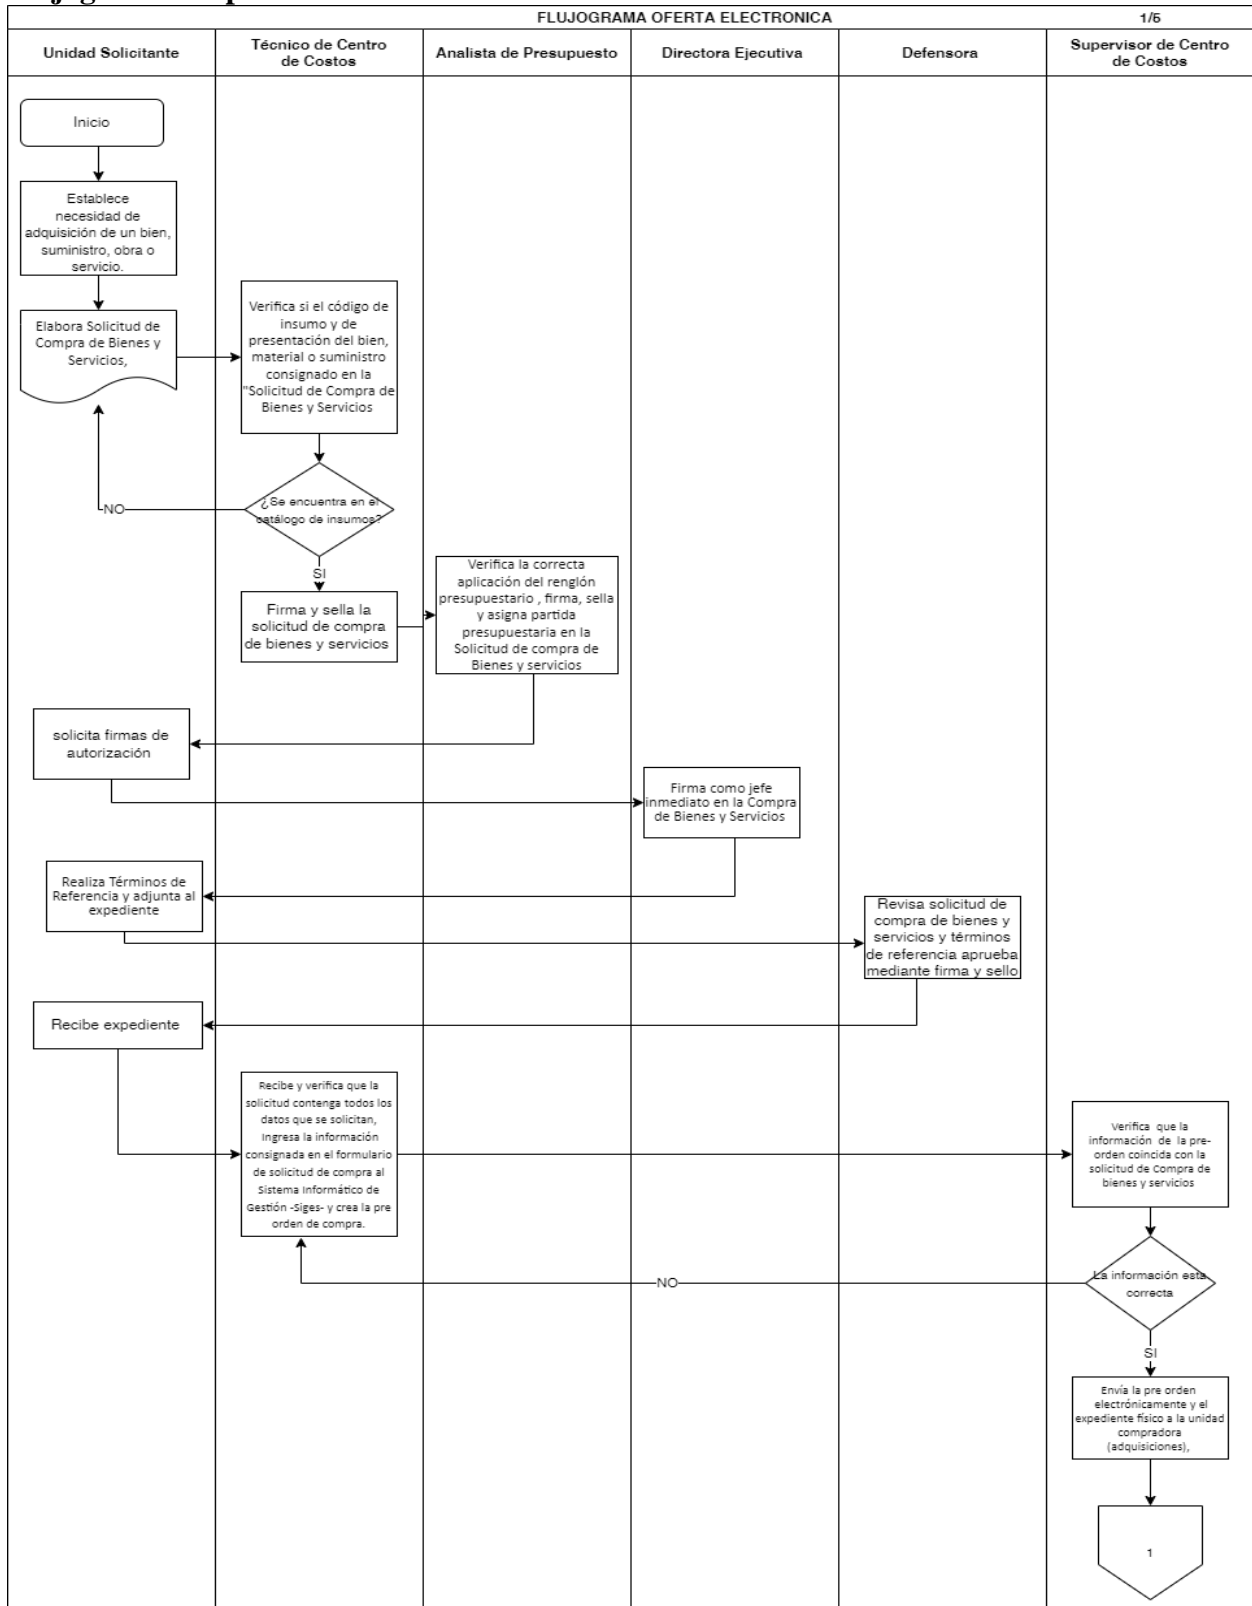 FLUJOGRAMA OFERTA ELECTRONICA
1/5
Unidad Solicitante
Técnico de Centro
de Costos
Analista de Presupuesto
Directora Ejecutiva
Defensora
Supervisor de Centro
de Costos
Inicio
Establece
necesidad de
adquisición de un bien,
suministro, obra o
servicio.
Elabora Solicitud de
Compra de Bienes y
Servicios,
Verifica si el código de
insumo y de
presentación del bien,
material o suministro
consignado en la
"Solicitud de Compra de
Bienes y Servicios
¿Se encuentra en el
catálogo de insumos?
NO
SI
Firma y sella la
solicitud de compra
de bienes y servicios
Verifica la correcta
aplicación del renglón
presupuestario , firma, sella
y asigna partida
presupuestaria en la
Solicitud de compra de
Bienes y servicios
solicita firmas de
autorización
Firma como jefe
inmediato en la Compra
de Bienes y Servicios
Realiza Términos de
Referencia y adjunta al
expediente
Revisa solicitud de
compra de bienes y
servicios y términos
de referencia aprueba
mediante firma y sello
Recibe expediente
Recibe y verifica que la
solicitud contenga todos los
datos que se solicitan,
Ingresa la información
consignada en el formulario
de solicitud de compra al
Sistema Informático de
Gestión -Siges- y crea la pre
orden de compra.
Verifica que la
información de la pre-
orden coincida con la
solicitud de Compra de
bienes y servicios
La información esta
correcta
NO
SI
Envía la pre orden
electrónicamente y el
expediente físico a la unidad
compradora
(adquisiciones),
1